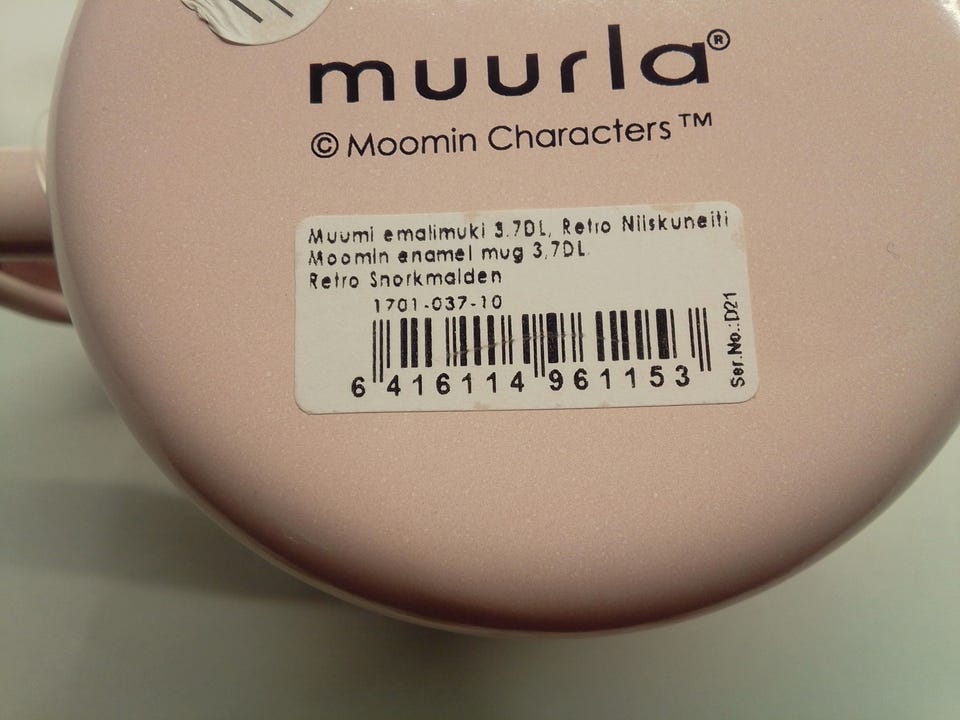 muurla®
© Moomin Characters™
Muumi emalimuki 3.7DL, Retro Niiskuneiti
Moomin enamel mug 3,7DL.
Retro Snorkmaiden
1701-037-10
6 416114 961153
Ser.No.:D21